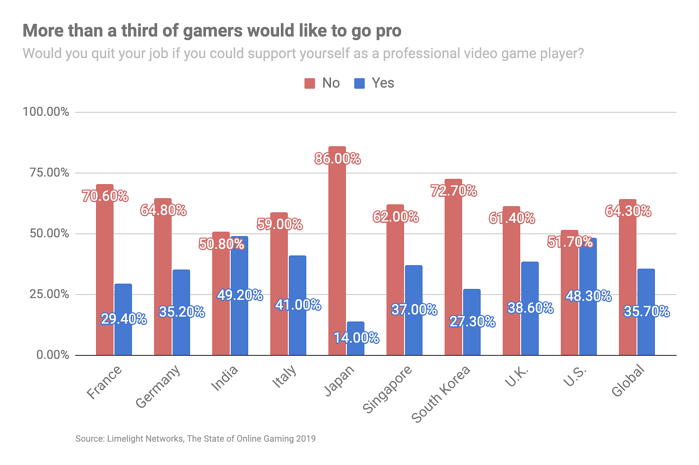 More than a third of gamers would like to go pro
Would you quit your job if you could support yourself as a professional video game player?
No Yes
100.00%
75.00%
50.00%
25.00%
0.00%
70.60%
29.40%
64.80%
35.20%
50.80%
49.20%
59.00%
41.00%
86.00%
14.00%
62.00%
37.00%
72.70%
27.30%
61.40%
38.60%
51.70%
48.30%
64.30%
35.70%
France
Germany
India
Italy
Japan
Singapore
South Korea
U.K.
U.S.
Global
Source: Limelight Networks, The State of Online Gaming 2019